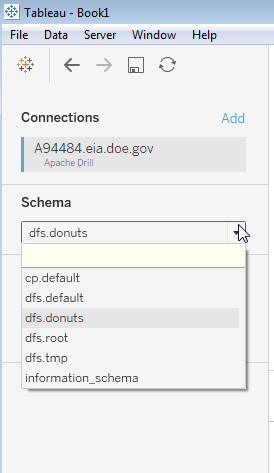 Tableau - Book1
File Data Server Window Help
Connections Add
A94484.eia.doe.gov
Apache Drill
Schema
dfs.donuts
cp.default
dfs.default
dfs.donuts
dfs.root
dfs.tmp
information_schema